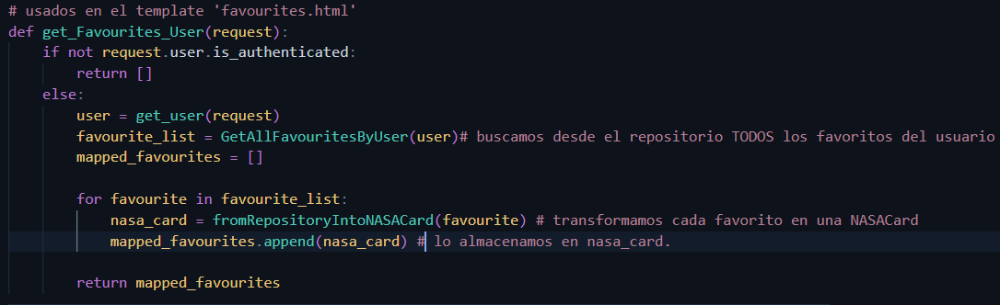 # usados en el template 'favourites.html'
def get_Favourites_User(request):
    if not request.user.is_authenticated:
        return []
    else:
        user = get_user(request)
        favourite_list = GetAllFavouritesByUser(user)# buscamos desde el repositorio TODOS los favoritos del usuario
        mapped_favourites = []

        for favourite in favourite_list:
            nasa_card = fromRepositoryIntoNASACard(favourite) # transformamos cada favorito en una NASACard
            mapped_favourites.append(nasa_card) # lo almacenamos en nasa_card.

        return mapped_favourites